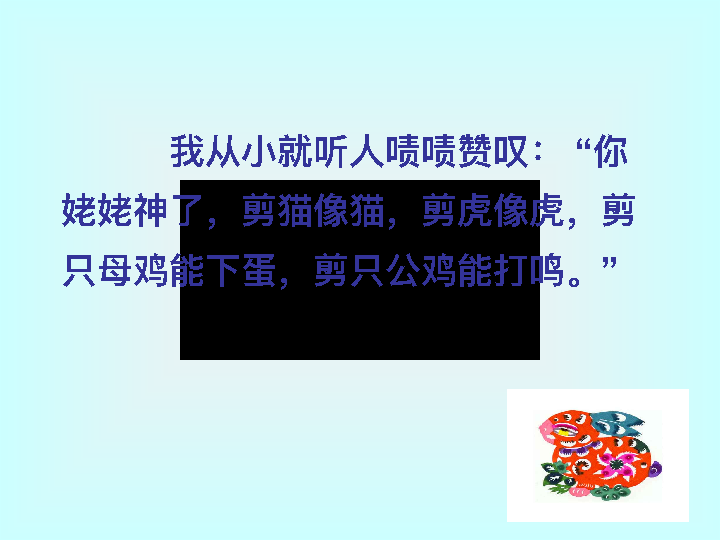 我从小就听人啧啧赞叹：“你
姥姥神了，剪猫像猫，剪虎像虎，剪
只母鸡能下蛋，剪只公鸡能打鸣。”